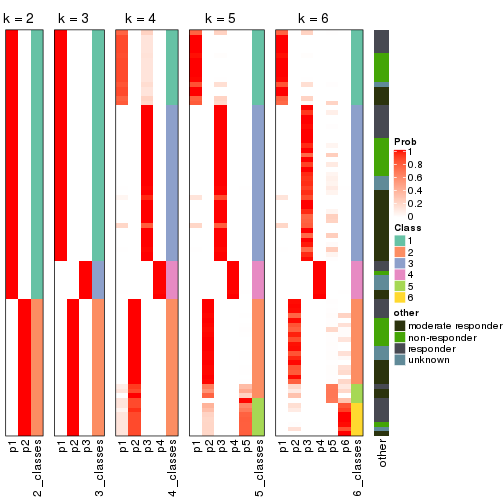 k = 2 k = 3 k = 4 k = 5 k = 6
Prob
1
0.8
0.6
0.4
0.2
0
Class
1
2
3
4
5
6
other
moderate responder
non-responder
responder
unknown
p1
p2
2_classes
p1
p2
p3
3_classes
p1
p2
p3
p4
4_classes
p1
p2
p3
p4
p5
5_classes
p1
p2
p3
p4
p5
p6
6_classes
other